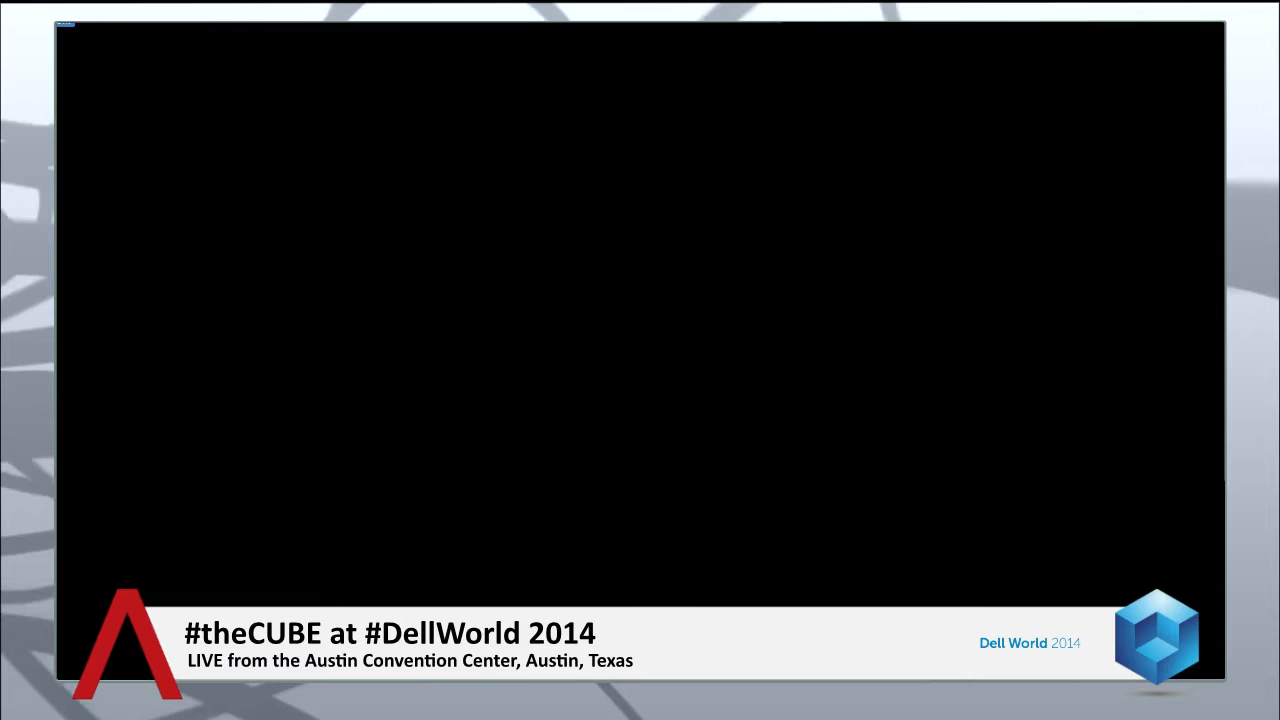 #theCUBE at #DellWorld 2014
LIVE from the Austin Convention Center, Austin, Texas
Dell World 2014